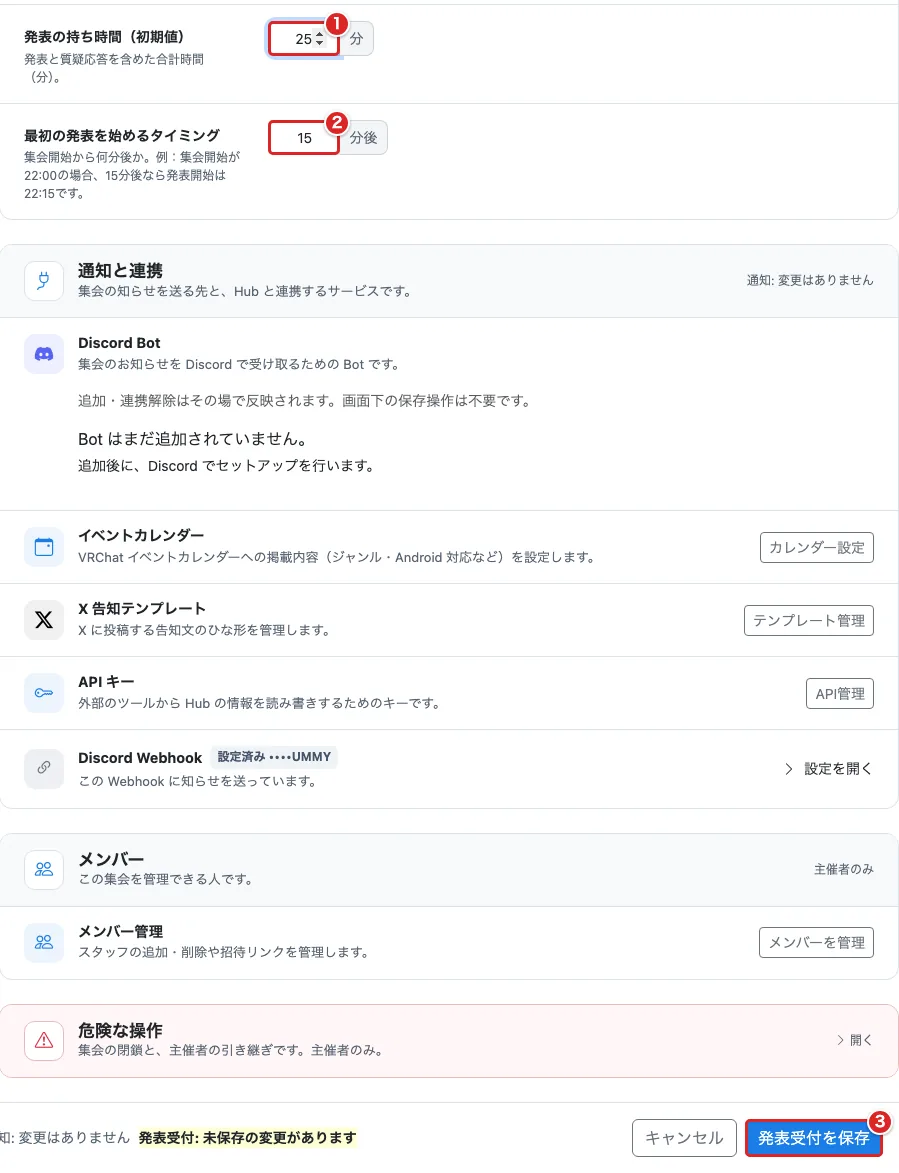 発表の持ち時間（初期値）
発表と質疑応答を含めた合計時間
（分）。
25
分
1
最初の発表を始めるタイミング
集会開始から何分後か。例：集会開始が
22:00の場合、15分後なら発表開始は
22:15です。
15
分後
2
通知と連携
集会の知らせを送る先と、Hub と連携するサービスです。
通知: 変更はありません
Discord Bot
集会のお知らせを Discord で受け取るための Bot です。
追加・連携解除はその場で反映されます。画面下の保存操作は不要です。
Bot はまだ追加されていません。
追加後に、Discord でセットアップを行います。
イベントカレンダー
VRChat イベントカレンダーへの掲載内容（ジャンル・Android 対応など）を設定します。
カレンダー設定
X 告知テンプレート
X に投稿する告知文のひな形を管理します。
テンプレート管理
API キー
外部のツールから Hub の情報を読み書きするためのキーです。
API管理
Discord Webhook 設定済み ••••UMMY
この Webhook に知らせを送っています。
設定を開く
メンバー
この集会を管理できる人です。
主催者のみ
メンバー管理
スタッフの追加・削除や招待リンクを管理します。
メンバーを管理
危険な操作
集会の閉鎖と、主催者の引き継ぎです。主催者のみ。
開く
知: 変更はありません 発表受付: 未保存の変更があります
キャンセル
発表受付を保存
3